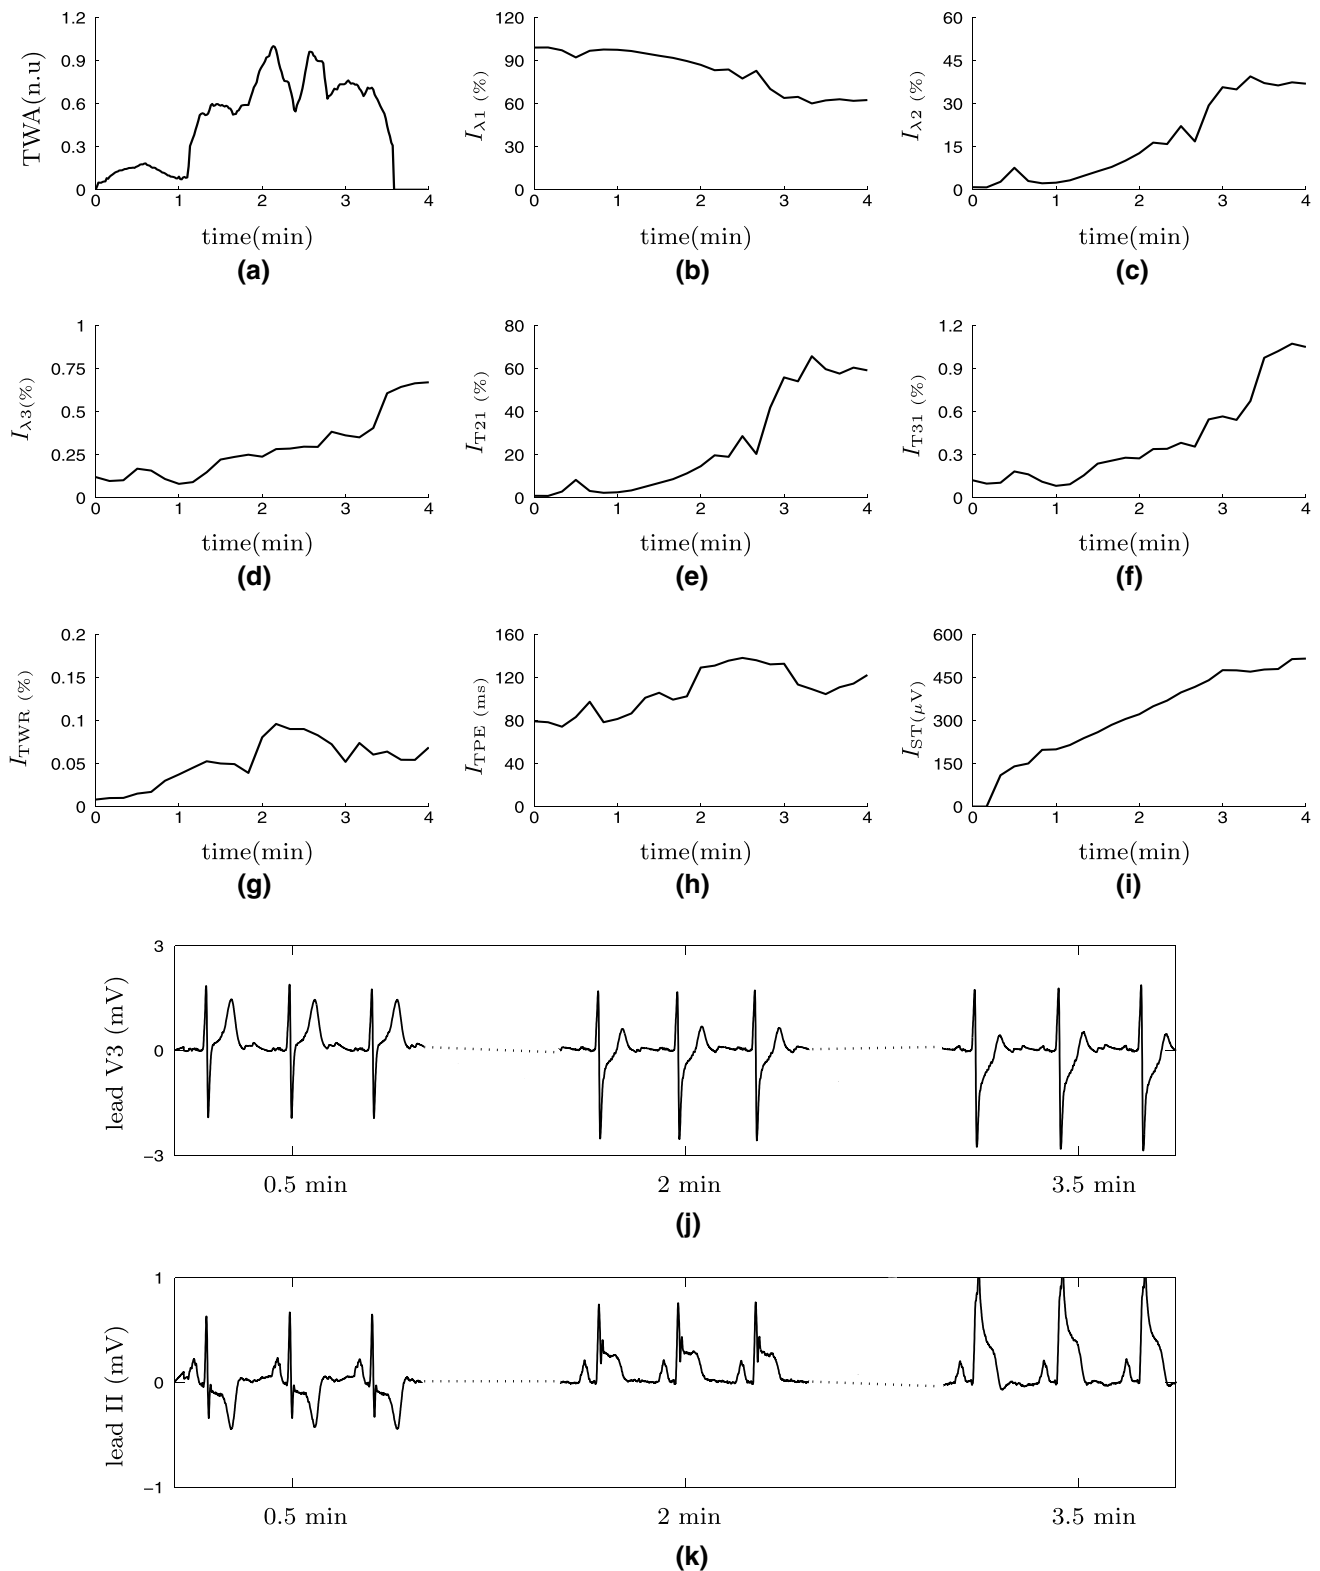 1.2
0.9
0.6
0.3
0
TWA(n.u)
0 1 2 3 4
time(min)
(a)
120
90
60
30
0
Iλ1 (%)
0 1 2 3 4
time(min)
(b)
60
45
30
15
0
Iλ2 (%)
0 1 2 3 4
time(min)
(c)
1
0.75
0.5
0.25
0
Iλ3(%)
0 1 2 3 4
time(min)
(d)
80
60
40
20
0
IT21 (%)
0 1 2 3 4
time(min)
(e)
1.2
0.9
0.6
0.3
0
IT31 (%)
0 1 2 3 4
time(min)
(f)
0.2
0.15
0.1
0.05
0
ITWR (%)
0 1 2 3 4
time(min)
(g)
160
120
80
40
0
ITPE (ms)
0 1 2 3 4
time(min)
(h)
600
450
300
150
0
IST(μV)
0 1 2 3 4
time(min)
(i)
3
0
−3
lead V3 (mV)
0.5 min 2 min 3.5 min
(j)
1
0
−1
lead II (mV)
0.5 min 2 min 3.5 min
(k)